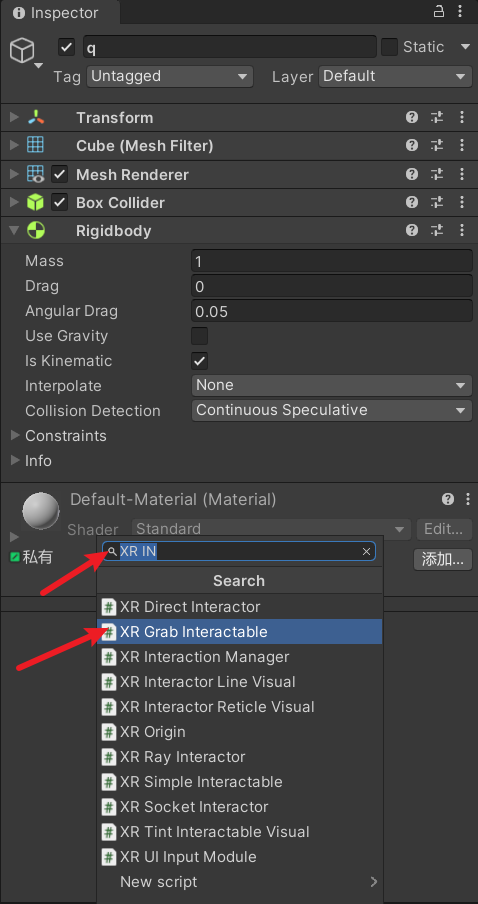 Inspector
q
Static
Tag Untagged Layer Default
Transform
Cube (Mesh Filter)
Mesh Renderer
Box Collider
Rigidbody
Mass 1
Drag 0
Angular Drag 0.05
Use Gravity
Is Kinematic
Interpolate None
Collision Detection Continuous Speculative
Constraints
Info
Default-Material (Material)
Shader Standard Edit...
私有 添加...
XR IN
Search
XR Direct Interactor
XR Grab Interactable
XR Interaction Manager
XR Interactor Line Visual
XR Interactor Reticle Visual
XR Origin
XR Ray Interactor
XR Simple Interactable
XR Socket Interactor
XR Tint Interactable Visual
XR UI Input Module
New script